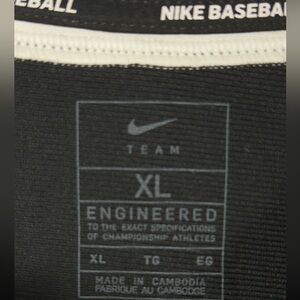 EBALL NIKE BASEBAL
TEAM
XL
ENGINEERED
TO THE EXACT SPECIFICATIONS
OF CHAMPIONSHIP ATHLETES
XL TG EG
MADE IN CAMBODIA
FABRIQUÉ AU CAMBODGE